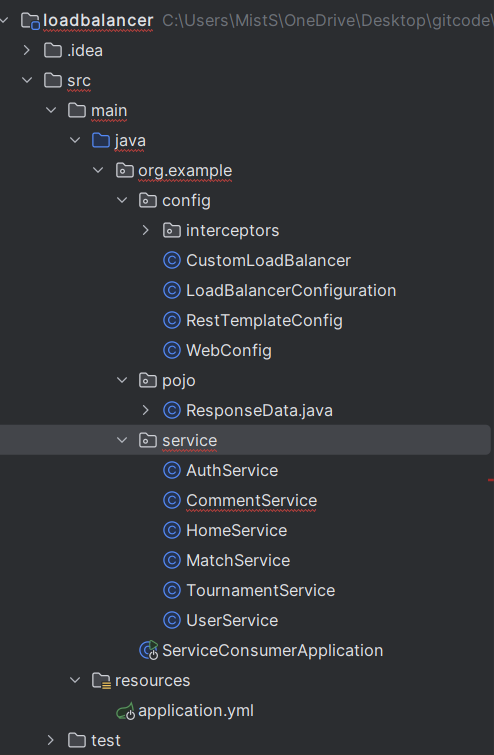 loadbalancer C:\Users\MistS\OneDrive\Desktop\gitcode\
.idea
src
main
java
org.example
config
interceptors
CustomLoadBalancer
LoadBalancerConfiguration
RestTemplateConfig
WebConfig
pojo
ResponseData.java
service
AuthService
CommentService
HomeService
MatchService
TournamentService
UserService
ServiceConsumerApplication
resources
application.yml
test